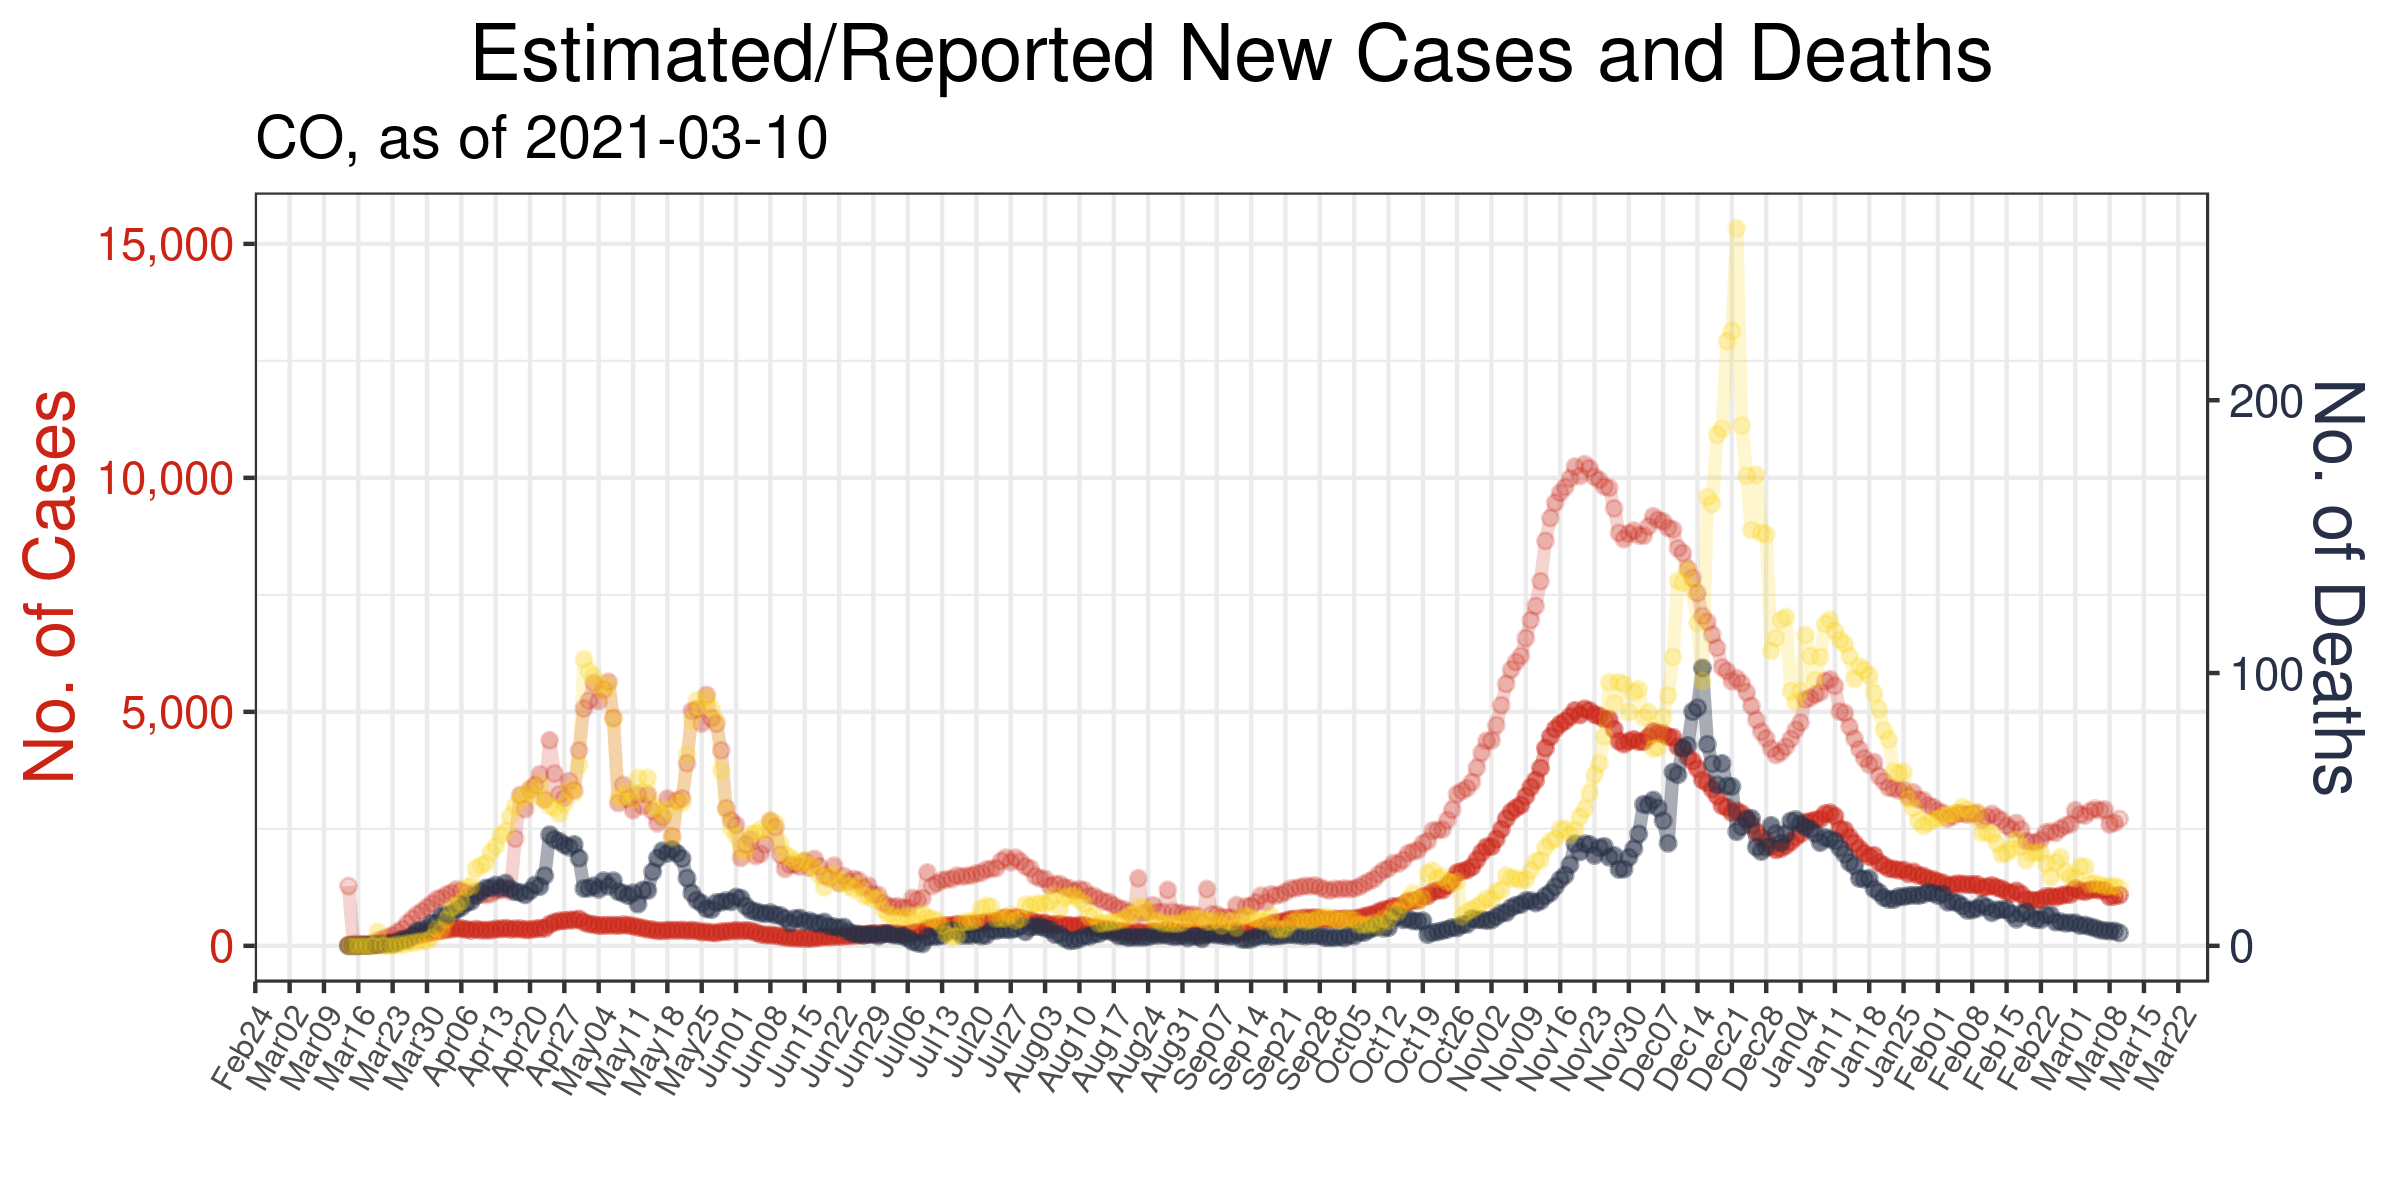 Estimated/Reported New Cases and Deaths
CO, as of 2021-03-10
No. of Cases
15,000
10,000
5,000
0
No. of Deaths
200
100
0
Feb24
Mar02
Mar09
Mar16
Mar23
Mar30
Apr06
Apr13
Apr20
Apr27
May04
May11
May18
May25
Jun01
Jun08
Jun15
Jun22
Jun29
Jul06
Jul13
Jul20
Jul27
Aug03
Aug10
Aug17
Aug24
Aug31
Sep07
Sep14
Sep21
Sep28
Oct05
Oct12
Oct19
Oct26
Nov02
Nov09
Nov16
Nov23
Nov30
Dec07
Dec14
Dec21
Dec28
Jan04
Jan11
Jan18
Jan25
Feb01
Feb08
Feb15
Feb22
Mar01
Mar08
Mar15
Mar22